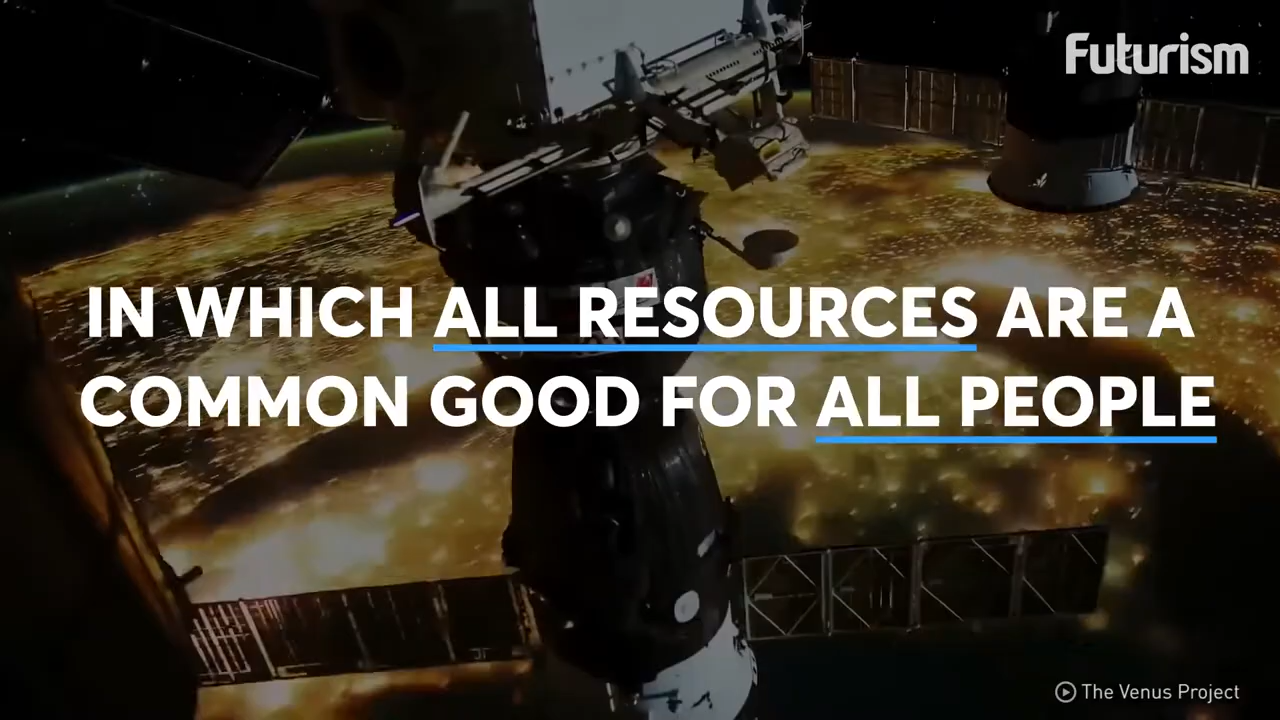 Futurism
IN WHICH ALL RESOURCES ARE A
COMMON GOOD FOR ALL PEOPLE
The Venus Project